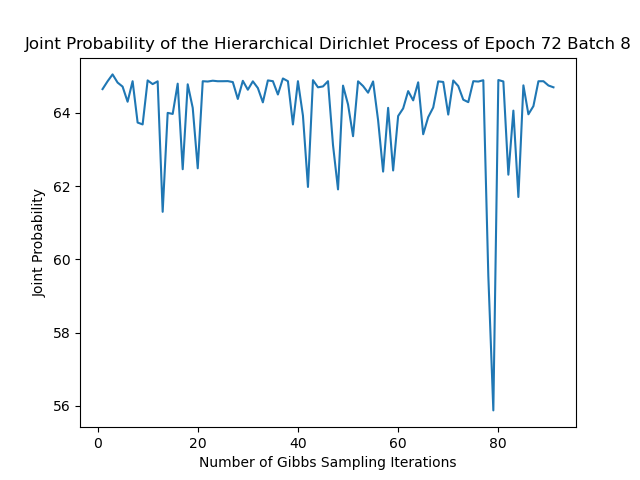 Joint Probability of the Hierarchical Dirichlet Process of Epoch 72 Batch 8
Joint Probability
64
62
60
58
56
0 20 40 60 80
Number of Gibbs Sampling Iterations